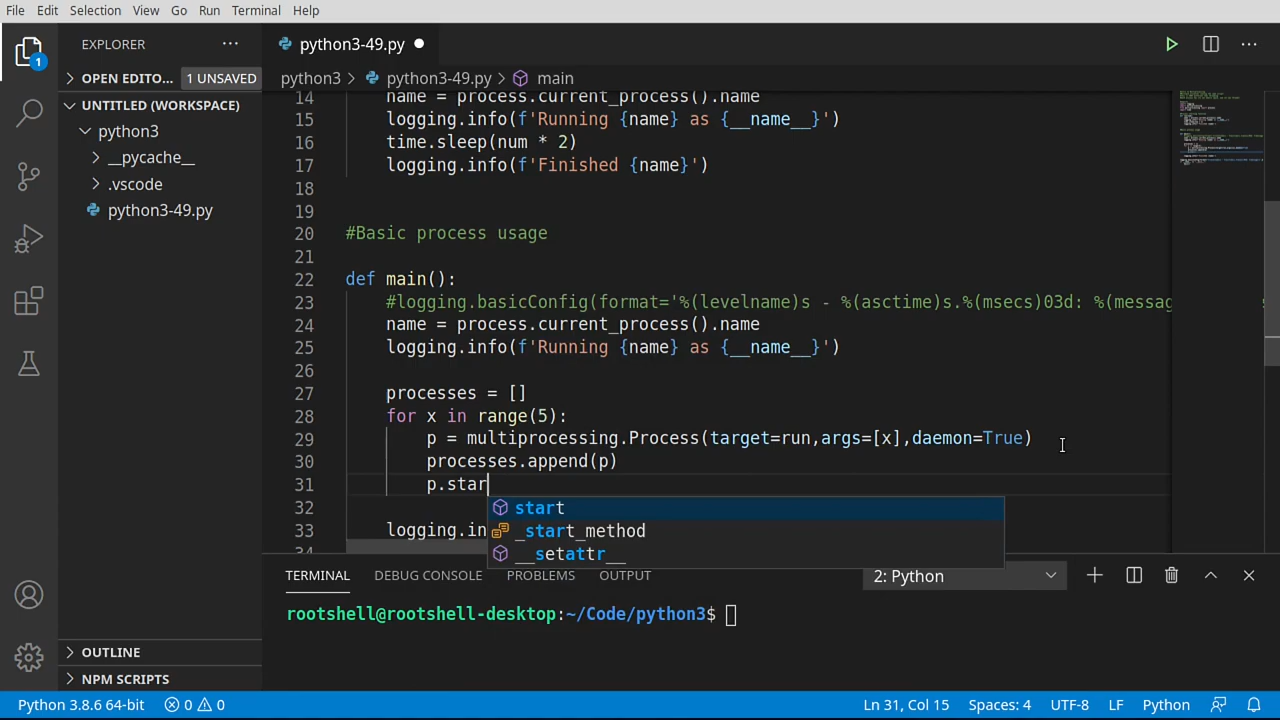 File Edit Selection View Go Run Terminal Help
EXPLORER ...
python3-49.py
OPEN EDITO... 1 UNSAVED
python3 > python3-49.py > main
UNTITLED (WORKSPACE)
python3
__pycache__
.vscode
python3-49.py
1
14 name = process.current_process().name
15 logging.info(f'Running {name} as {__name__}')
16 time.sleep(num * 2)
17 logging.info(f'Finished {name}')
18
19
20 #Basic process usage
21
22 def main():
23 #logging.basicConfig(format='%(levelname)s - %(asctime)s.%(msecs)03d: %(messag
24 name = process.current_process().name
25 logging.info(f'Running {name} as {__name__}')
26
27 processes = []
28 for x in range(5):
29 p = multiprocessing.Process(target=run,args=[x],daemon=True)
30 processes.append(p)
31 p.star
32
33 logging.in
34
start
_start_method
__setattr__
TERMINAL DEBUG CONSOLE PROBLEMS OUTPUT 2: Python
rootshell@rootshell-desktop:~/Code/python3$
OUTLINE
NPM SCRIPTS
Python 3.8.6 64-bit 0 0 Ln 31, Col 15 Spaces: 4 UTF-8 LF Python